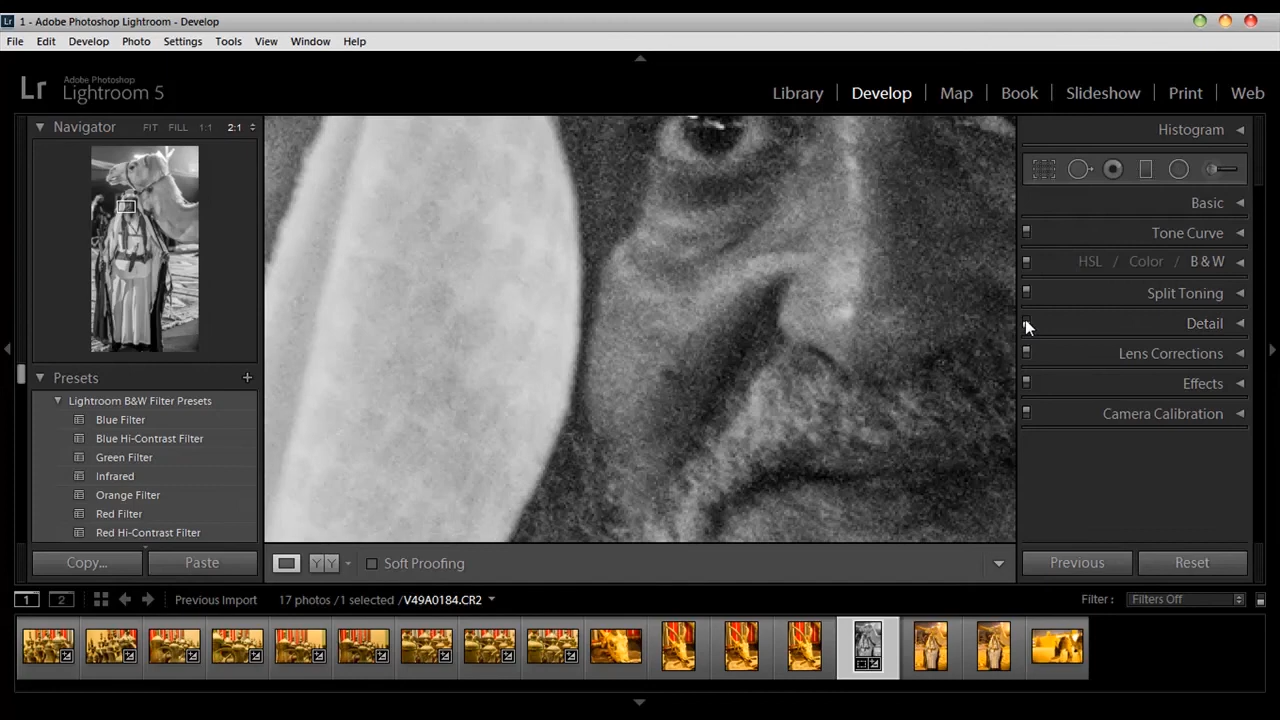 Lr 1 - Adobe Photoshop Lightroom - Develop
File Edit Develop Photo Settings Tools View Window Help
Lr Adobe Photoshop
Lightroom 5
Library Develop Map Book Slideshow Print Web
Navigator FIT FILL 1:1 2:1
Histogram
Basic
Tone Curve
HSL / Color / B & W
Split Toning
Detail
Lens Corrections
Effects
Camera Calibration
Presets +
Lightroom B&W Filter Presets
Blue Filter
Blue Hi-Contrast Filter
Green Filter
Infrared
Orange Filter
Red Filter
Red Hi-Contrast Filter
Copy... Paste
YY Soft Proofing
Previous Reset
1 2 Previous Import 17 photos / 1 selected / V49A0184.CR2
Filter : Filters Off